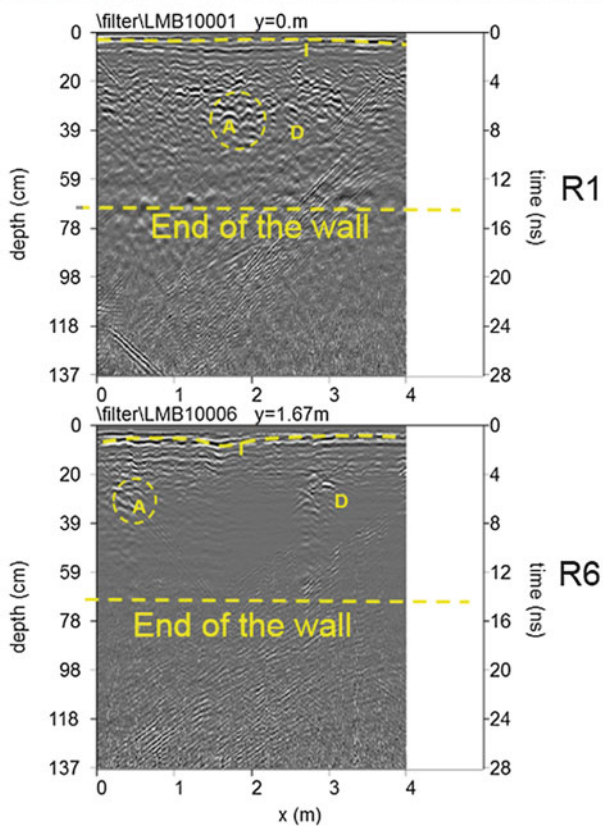 \filter\LMB10001 y=0.m
0 0
20 4
A
D
39 8
59 12
R1
End of the wall
78 16
98 20
118 24
137 28
depth (cm)
time (ns)
0 1 2 3 4
\filter\LMB10006 y=1.67m
0 0
I
20 4
A
D
39 8
59 12
R6
End of the wall
78 16
98 20
118 24
137 28
depth (cm)
time (ns)
0 1 2 3 4
x (m)